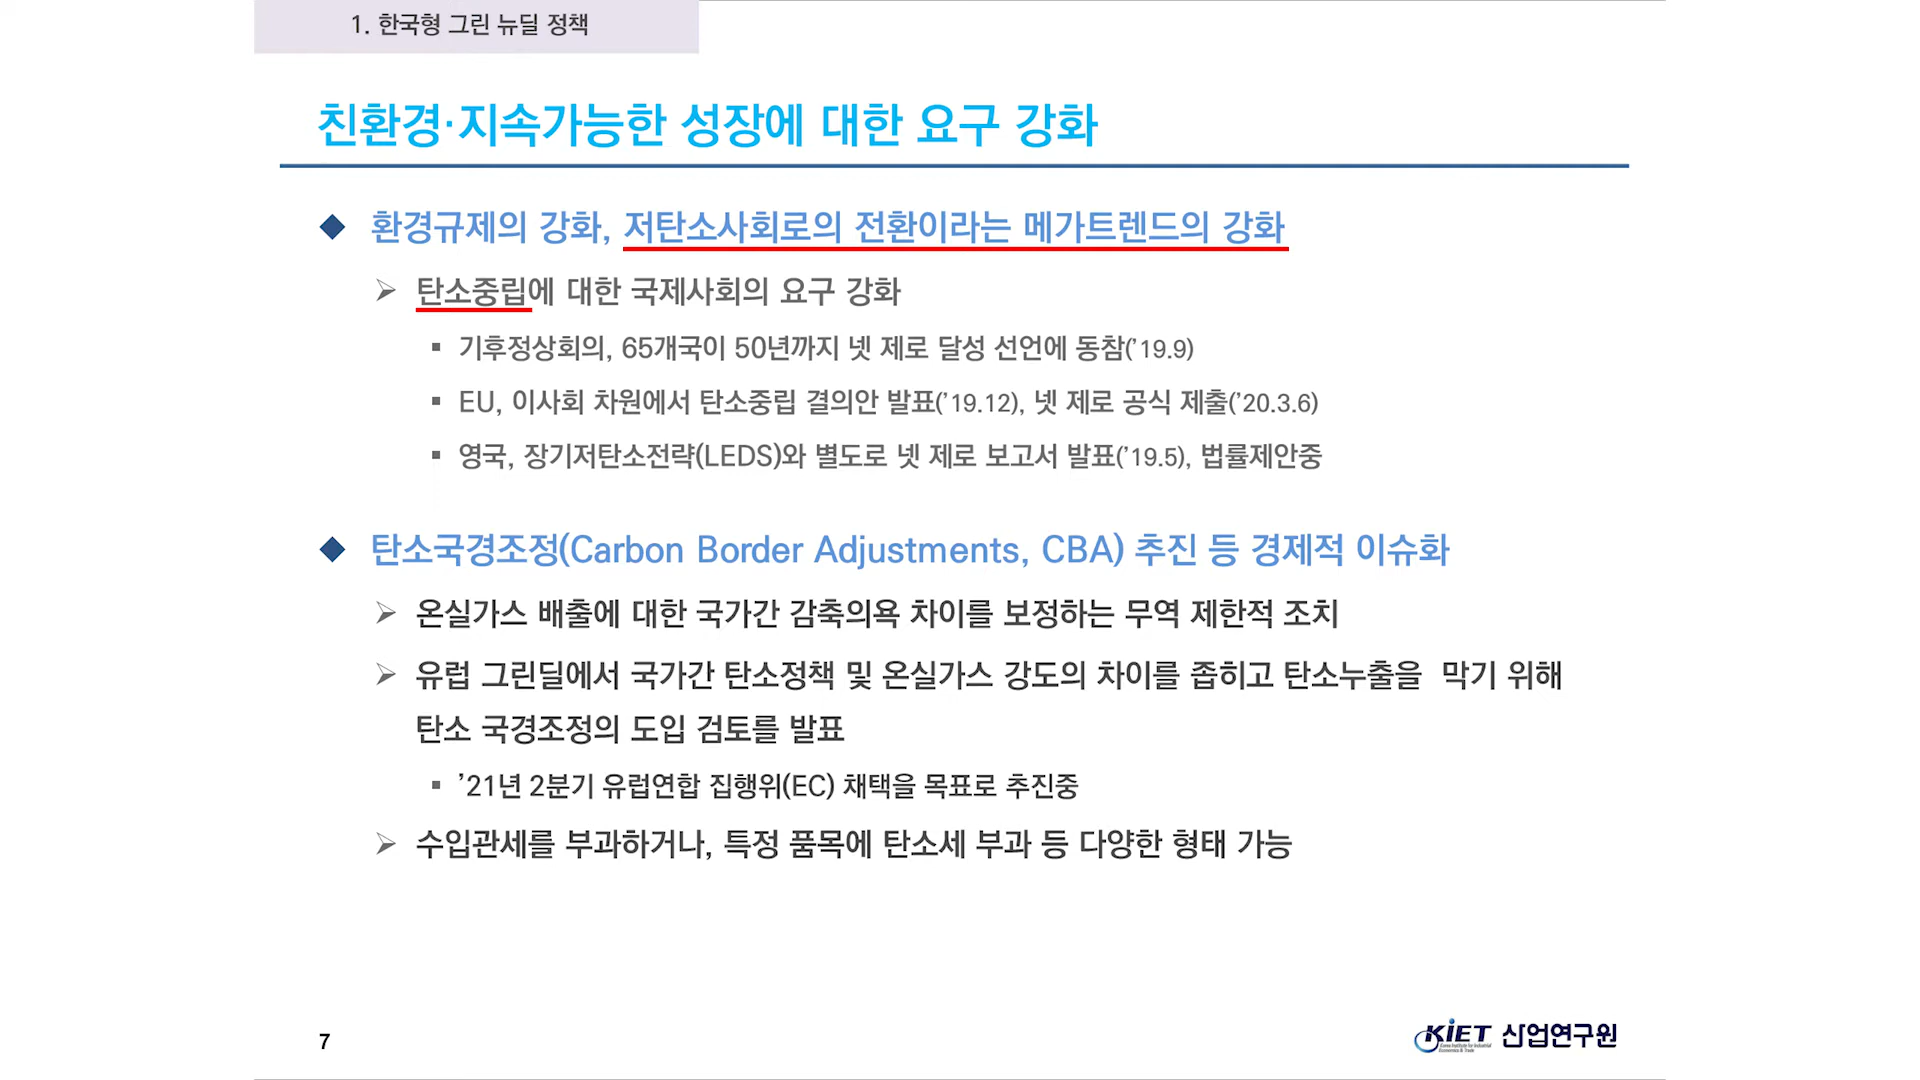 1. 한국형 그린 뉴딜 정책
친환경·지속가능한 성장에 대한 요구 강화
◆ 환경규제의 강화, 저탄소사회로의 전환이라는 메가트렌드의 강화
➢ 탄소중립에 대한 국제사회의 요구 강화
▪ 기후정상회의, 65개국이 50년까지 넷 제로 달성 선언에 동참(’19.9)
▪ EU, 이사회 차원에서 탄소중립 결의안 발표(’19.12), 넷 제로 공식 제출(’20.3.6)
▪ 영국, 장기저탄소전략(LEDS)와 별도로 넷 제로 보고서 발표(’19.5), 법률제안중
◆ 탄소국경조정(Carbon Border Adjustments, CBA) 추진 등 경제적 이슈화
➢ 온실가스 배출에 대한 국가간 감축의욕 차이를 보정하는 무역 제한적 조치
➢ 유럽 그린딜에서 국가간 탄소정책 및 온실가스 강도의 차이를 좁히고 탄소누출을 막기 위해
탄소 국경조정의 도입 검토를 발표
▪ ’21년 2분기 유럽연합 집행위(EC) 채택을 목표로 추진중
➢ 수입관세를 부과하거나, 특정 품목에 탄소세 부과 등 다양한 형태 가능
7
KIET 산업연구원
Korea Institute for Industrial
Economics & Trade